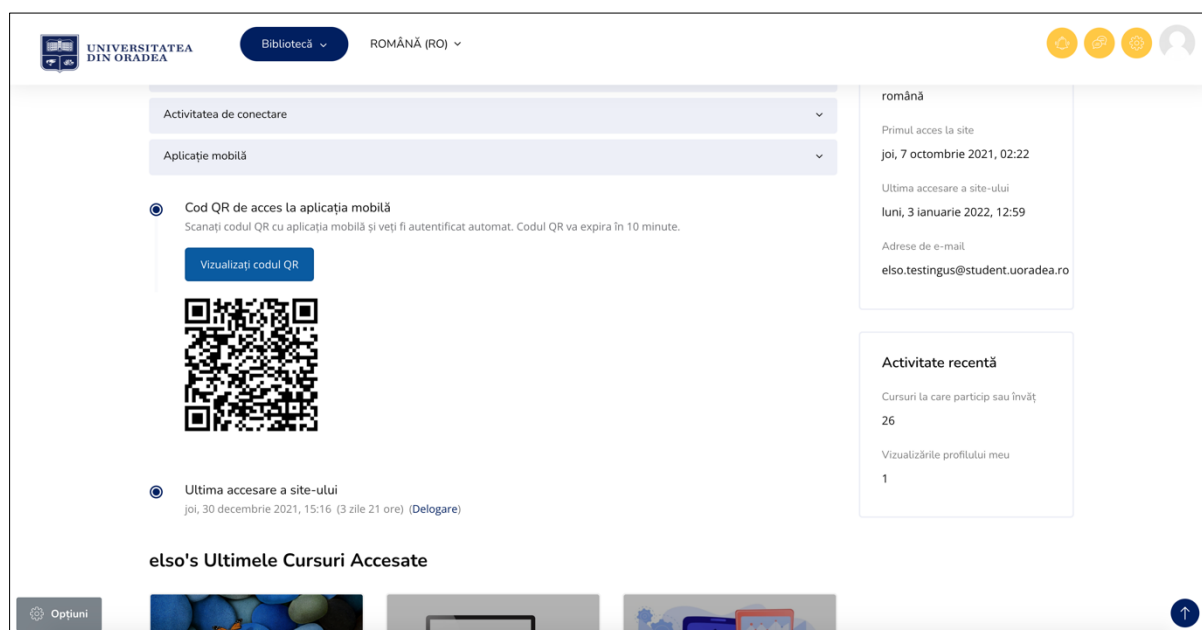 UNIVERSITATEA
DIN ORADEA
Bibliotecă
ROMÂNĂ (RO)
Activitatea de conectare
Aplicație mobilă
Cod QR de acces la aplicația mobilă
Scanați codul QR cu aplicația mobilă și veți fi autentificat automat. Codul QR va expira în 10 minute.
Vizualizați codul QR
Ultima accesare a site-ului
joi, 30 decembrie 2021, 15:16 (3 zile 21 ore) (Delogare)
elso's Ultimele Cursuri Accesate
Opțiuni
română
Primul acces la site
joi, 7 octombrie 2021, 02:22
Ultima accesare a site-ului
luni, 3 ianuarie 2022, 12:59
Adrese de e-mail
elso.testingus@student.uoradea.ro
Activitate recentă
Cursuri la care particip sau învăț
26
Vizualizările profilului meu
1